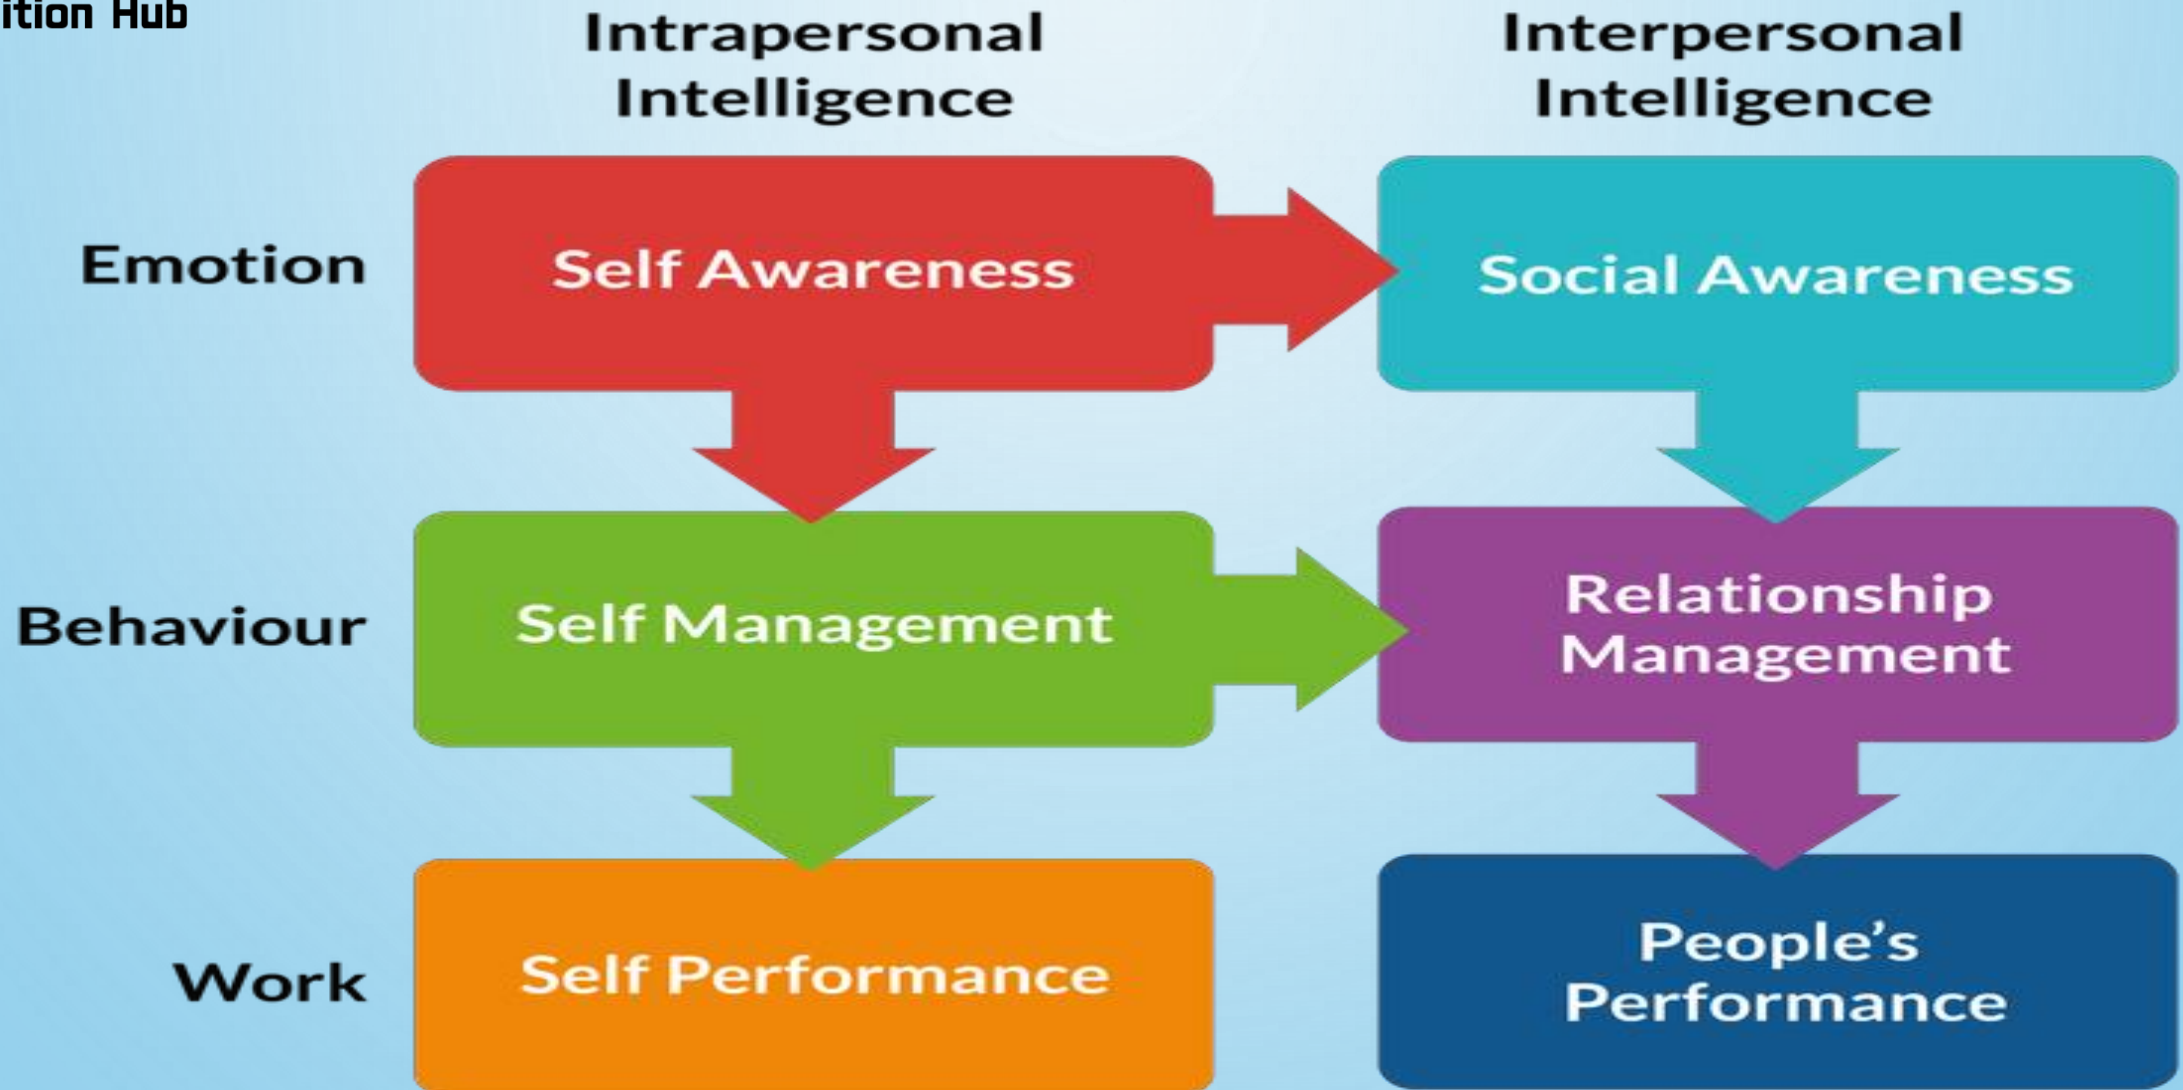 Hub
Intrapersonal
Intelligence
Interpersonal
Intelligence
Emotion
Self Awareness
Social Awareness
Behaviour
Self Management
Relationship
Management
Work
Self Performance
People’s
Performance